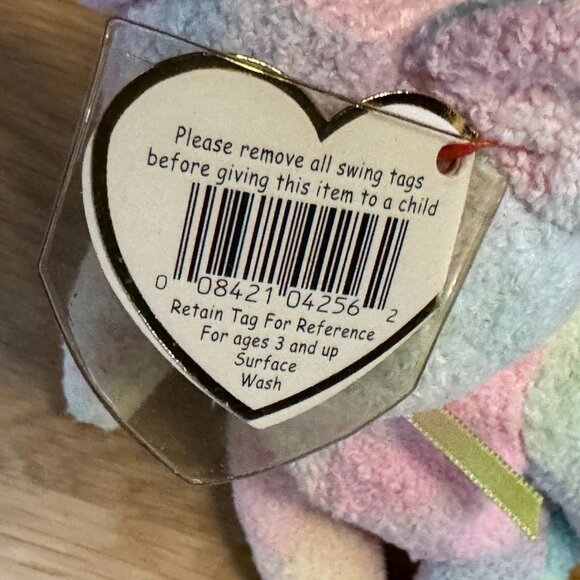 Please remove all swing tags
before giving this item to a child
0 08421 04256 2
Retain Tag For Reference
For ages 3 and up
Surface
Wash